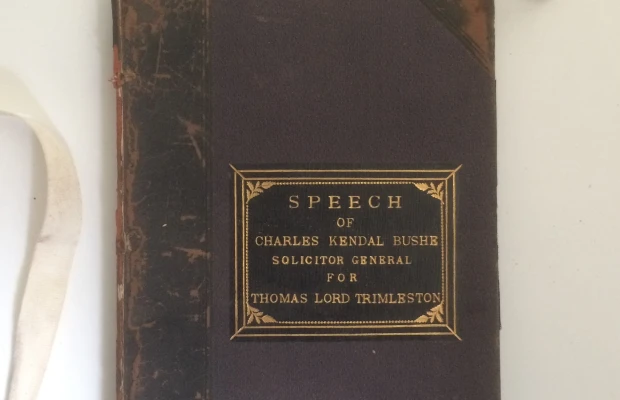 SPEECH
OF
CHARLES KENDAL BUSHE
SOLICITOR GENERAL
FOR
THOMAS LORD TRIMLESTON